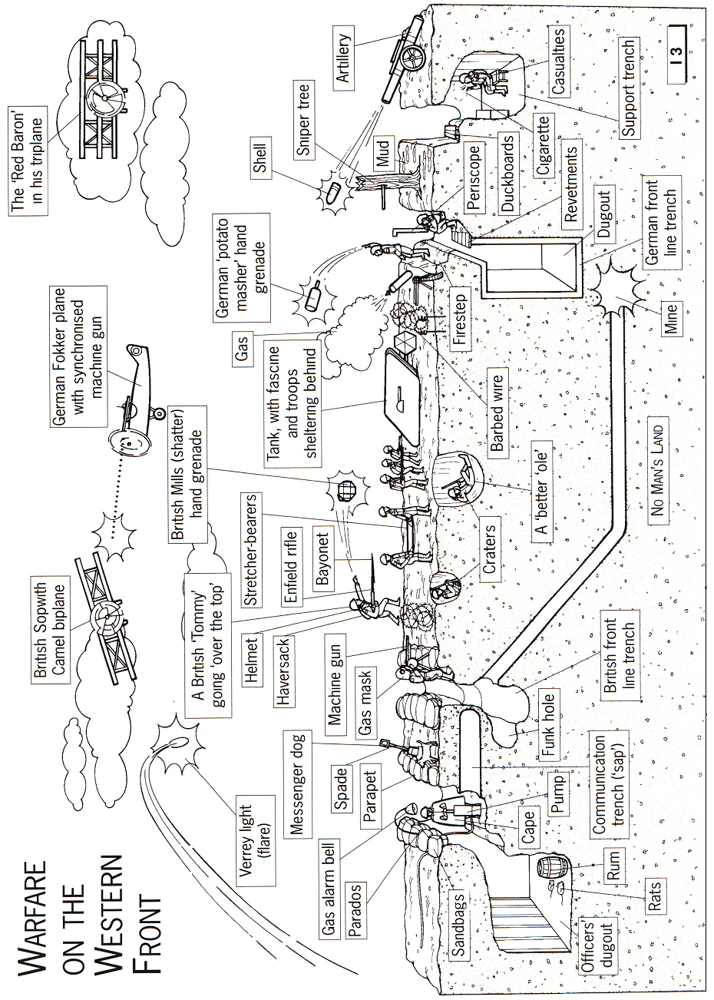 WARFARE
ON THE
WESTERN
FRONT
British Sopwith
Camel biplane
German Fokker plane
with synchronised
machine gun
The ‘Red Baron’
in his triplane
Verrey light
(flare)
A British ‘Tommy’
going ‘over the top’
British Mills (shatter)
hand grenade
Gas
German ‘potato
masher’ hand
grenade
Shell
Helmet
Stretcher-bearers
Tank, with fascine
and troops
sheltering behind
Sniper tree
Haversack
Enfield rifle
Bayonet
Artillery
Messenger dog
Machine gun
Gas mask
Gas alarm bell
Spade
Parapet
Parados
Mud
Sandbags
Firestep
Periscope
Craters
Barbed wire
Duckboards
Cape
Funk hole
A ‘better ‘ole’
Cigarette
Pump
Revetments
Casualties
Communication
trench (‘sap’)
British front
line trench
Dugout
Rum
Support trench
Officers’
dugout
Rats
NO MAN’S LAND
Mine
German front
line trench
13